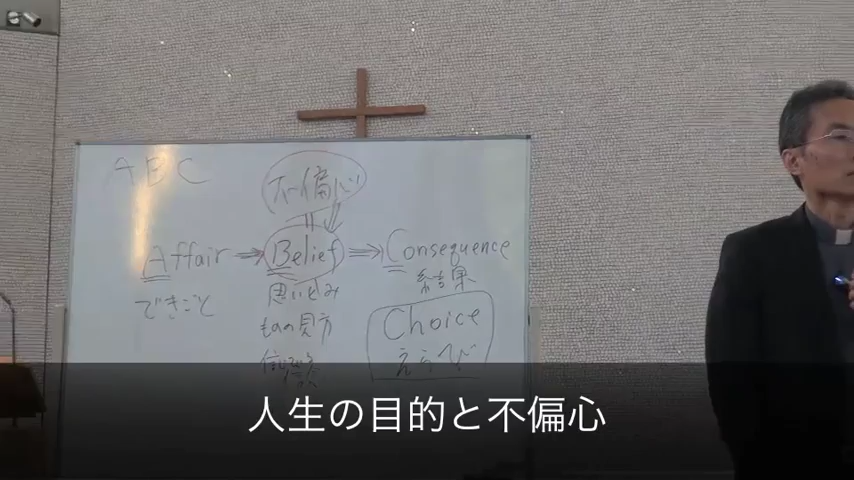 ABC
不偏心
Affair ⇒ Belief ⇒ Consequence
できごと
思い込み
結果
ものの見方
Choice
えらび
人生の目的と不偏心